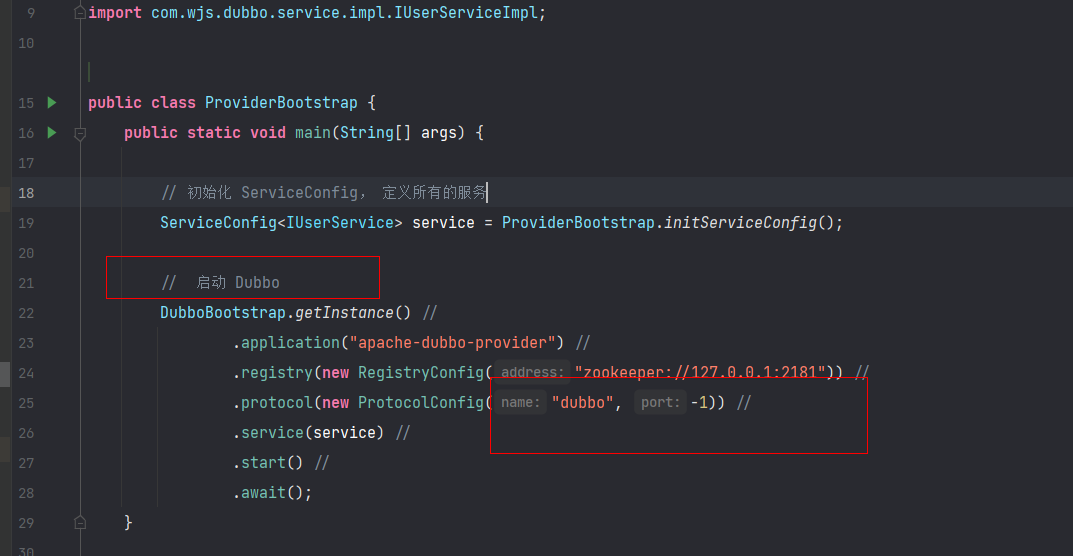 9 import com.wjs.dubbo.service.impl.IUserServiceImpl;
10
15 public class ProviderBootstrap {
16 public static void main(String[] args) {
17
18 // 初始化 ServiceConfig， 定义所有的服务
19 ServiceConfig<IUserService> service = ProviderBootstrap.initServiceConfig();
20
21 // 启动 Dubbo
22 DubboBootstrap.getInstance() //
23 .application("apache-dubbo-provider") //
24 .registry(new RegistryConfig( address: "zookeeper://127.0.0.1:2181")) //
25 .protocol(new ProtocolConfig( name: "dubbo", port: -1)) //
26 .service(service) //
27 .start() //
28 .await();
29 }
30